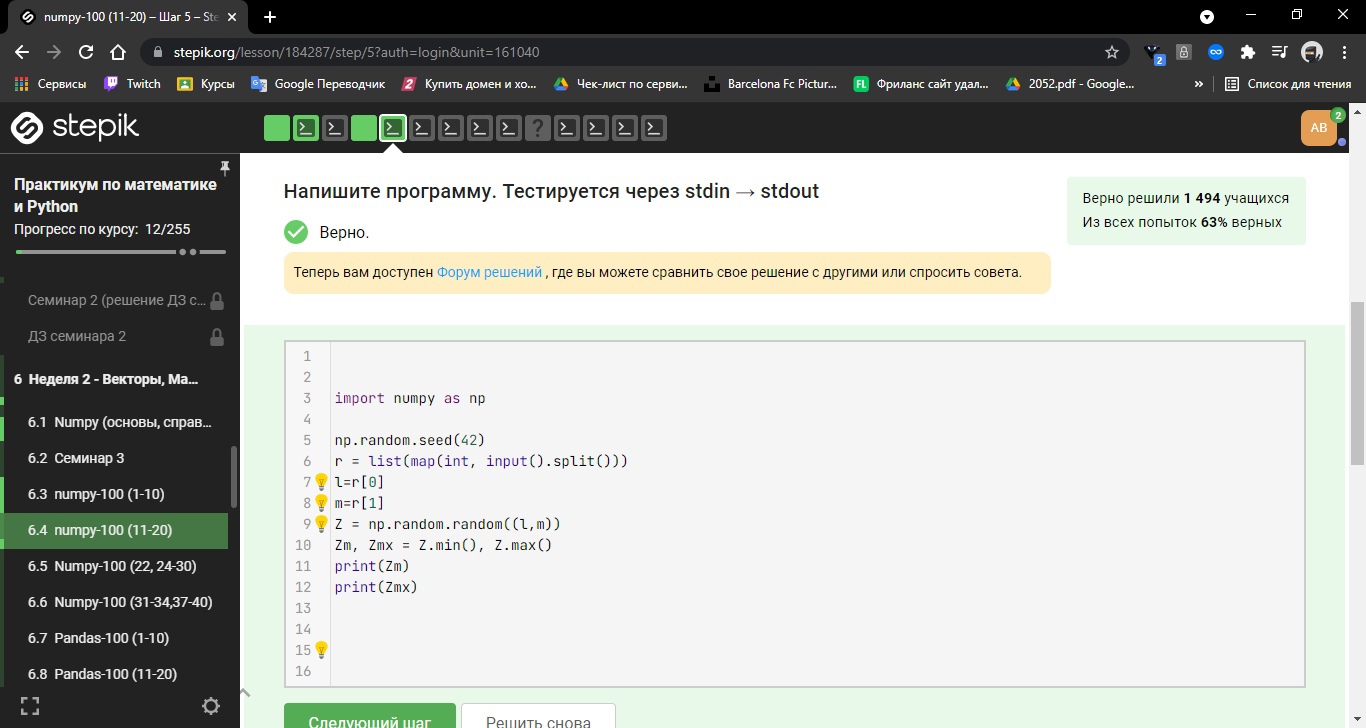 numpy-100 (11-20) – Шаг 5 – Ste
stepik.org/lesson/184287/step/5?auth=login&unit=161040
2
Сервисы
Twitch
Курсы
Google Переводчик
Купить домен и хо...
Чек-лист по серви...
Barcelona Fc Pictur...
FL Фриланс сайт удал...
2052.pdf - Google...
»
Список для чтения
stepik
?
АВ
2
Практикум по математике
и Python
Прогресс по курсу: 12/255
Семинар 2 (решение ДЗ с...
ДЗ семинара 2
6 Неделя 2 - Векторы, Ма...
6.1 Numpy (основы, справ...
6.2 Семинар 3
6.3 numpy-100 (1-10)
6.4 numpy-100 (11-20)
6.5 Numpy-100 (22, 24-30)
6.6 Numpy-100 (31-34,37-40)
6.7 Pandas-100 (1-10)
6.8 Pandas-100 (11-20)
Напишите программу. Тестируется через stdin → stdout
Верно.
Теперь вам доступен Форум решений , где вы можете сравнить свое решение с другими или спросить совета.
Верно решили 1 494 учащихся
Из всех попыток 63% верных
1
2
3 import numpy as np
4
5 np.random.seed(42)
6 r = list(map(int, input().split()))
7 l=r[0]
8 m=r[1]
9 Z = np.random.random((l,m))
10 Zm, Zmx = Z.min(), Z.max()
11 print(Zm)
12 print(Zmx)
13
14
15
16
Следующий шаг
Решить снова